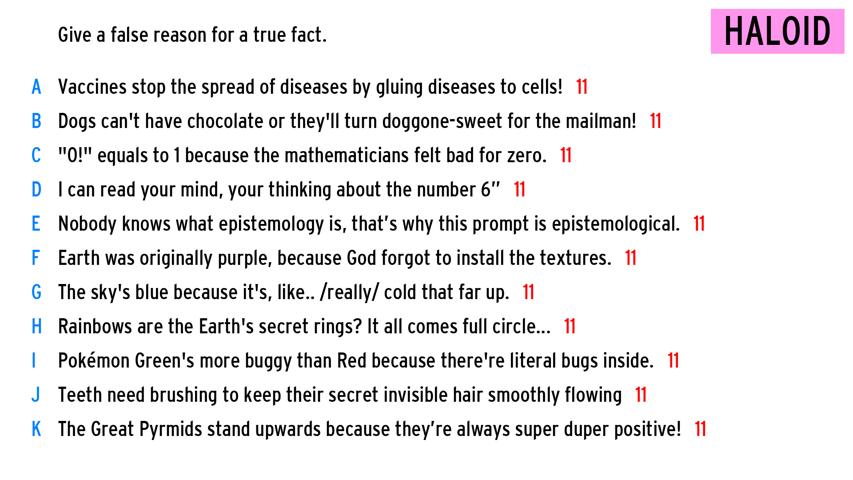 Give a false reason for a true fact.
HALOID
A Vaccines stop the spread of diseases by gluing diseases to cells! 11
B Dogs can't have chocolate or they'll turn doggone-sweet for the mailman! 11
C "0!" equals to 1 because the mathematicians felt bad for zero. 11
D I can read your mind, your thinking about the number 6” 11
E Nobody knows what epistemology is, that’s why this prompt is epistemological. 11
F Earth was originally purple, because God forgot to install the textures. 11
G The sky's blue because it's, like.. /really/ cold that far up. 11
H Rainbows are the Earth's secret rings? It all comes full circle... 11
I Pokémon Green's more buggy than Red because there're literal bugs inside. 11
J Teeth need brushing to keep their secret invisible hair smoothly flowing 11
K The Great Pyrmids stand upwards because they’re always super duper positive! 11